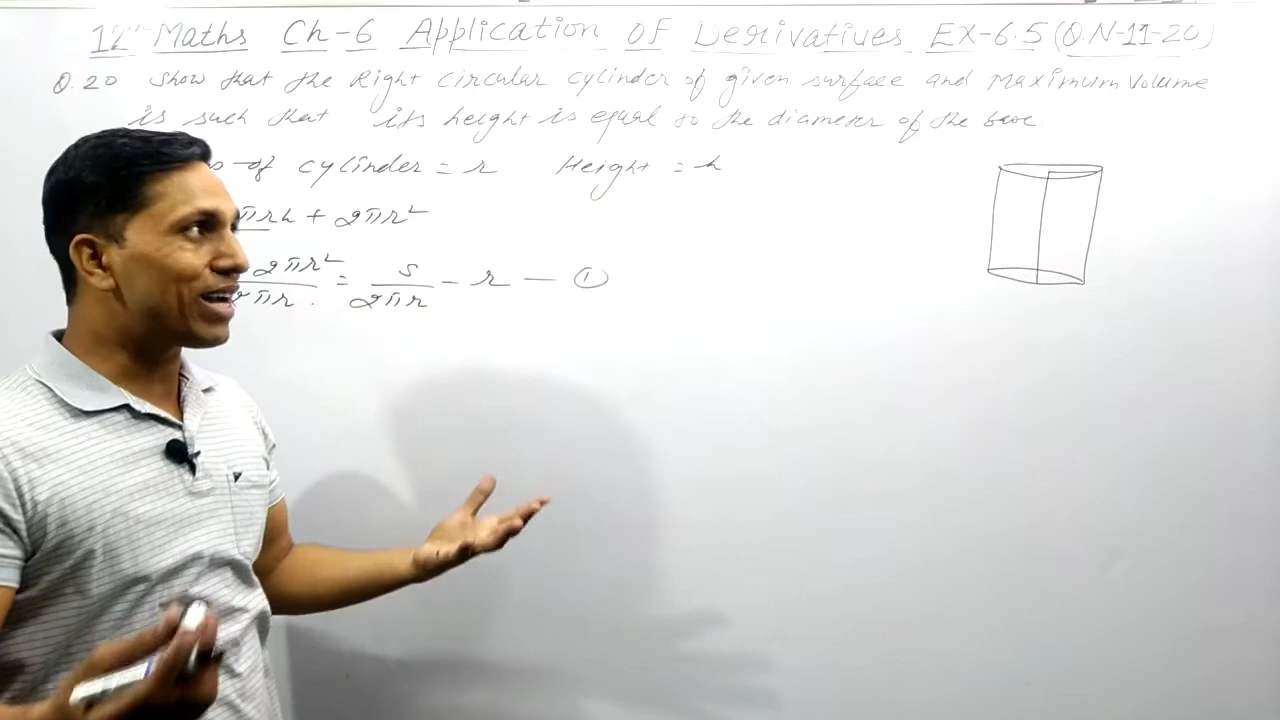 12th Maths Ch-6 Application OF Derivatives EX-6.5 (Q.N-11-20)
Q.20 Show that the Right circular cylinder of given surface and Maximum Volume
is such that its height is equal to the diameter of the base.
of cylinder = r Height = h
πrh + 2πr²
2πr² / 2πr = S / 2πr - r — ①